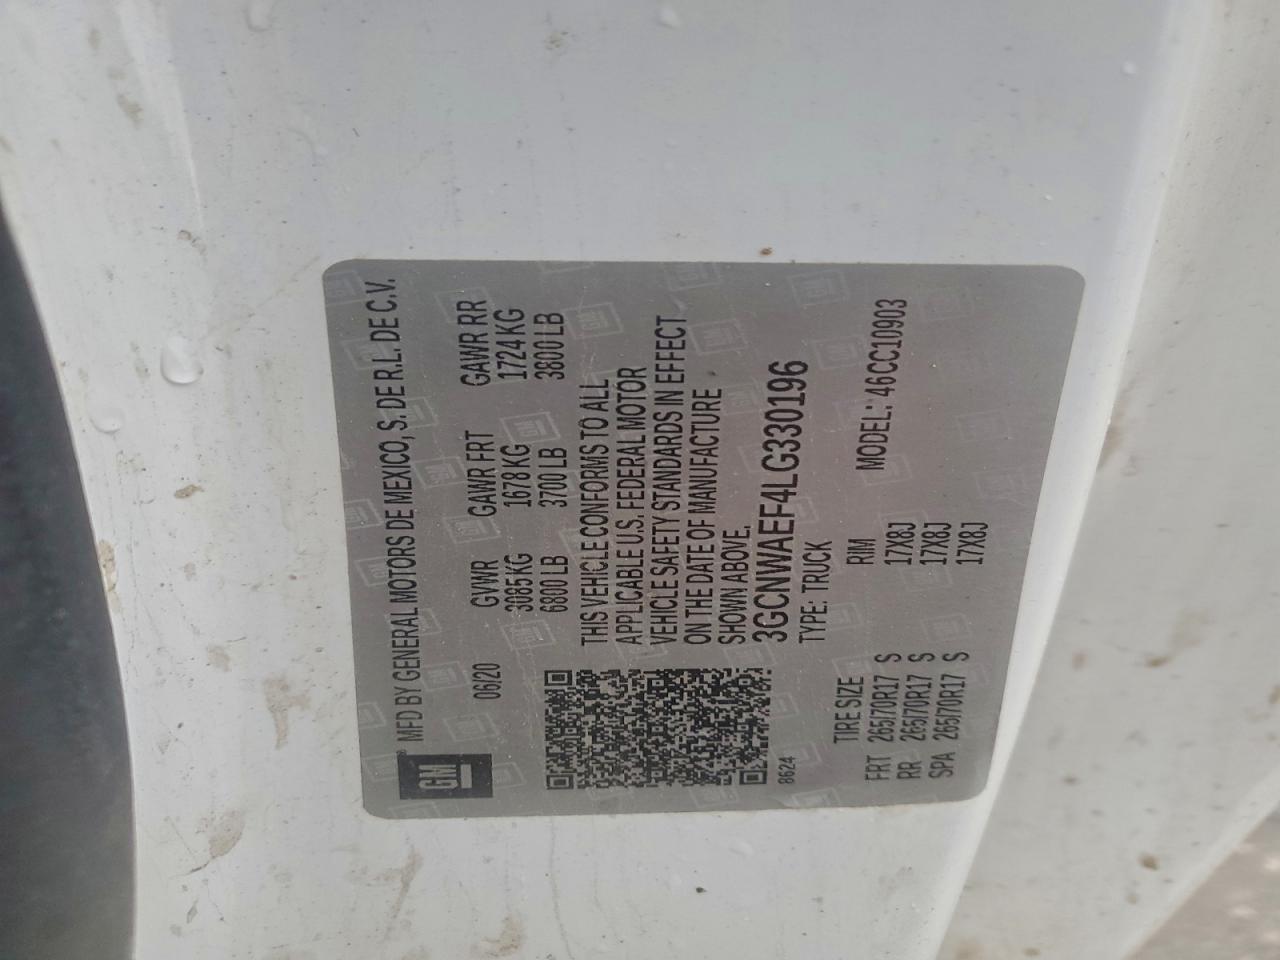 GM
MFD BY GENERAL MOTORS DE MEXICO, S. DE R.L. DE C.V.
06/20
GVWR GAWR FRT GAWR RR
3085 KG 1678 KG 1724 KG
6800 LB 3700 LB 3800 LB
THIS VEHICLE CONFORMS TO ALL
APPLICABLE U.S. FEDERAL MOTOR
VEHICLE SAFETY STANDARDS IN EFFECT
ON THE DATE OF MANUFACTURE
SHOWN ABOVE.
3GCNWAEF4LG330196
8624 TYPE: TRUCK
MODEL: 46CC10903
TIRE SIZE RIM
FRT 265/70R17 S 17X8J
RR 265/70R17 S 17X8J
SPA 265/70R17 S 17X8J